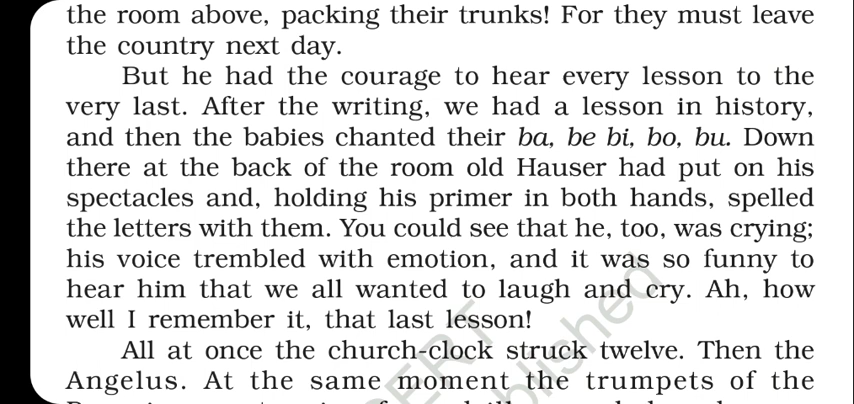 the room above, packing their trunks! For they must leave
the country next day.
But he had the courage to hear every lesson to the
very last. After the writing, we had a lesson in history,
and then the babies chanted their ba, be bi, bo, bu. Down
there at the back of the room old Hauser had put on his
spectacles and, holding his primer in both hands, spelled
the letters with them. You could see that he, too, was crying;
his voice trembled with emotion, and it was so funny to
hear him that we all wanted to laugh and cry. Ah, how
well I remember it, that last lesson!
All at once the church-clock struck twelve. Then the
Angelus. At the same moment the trumpets of the